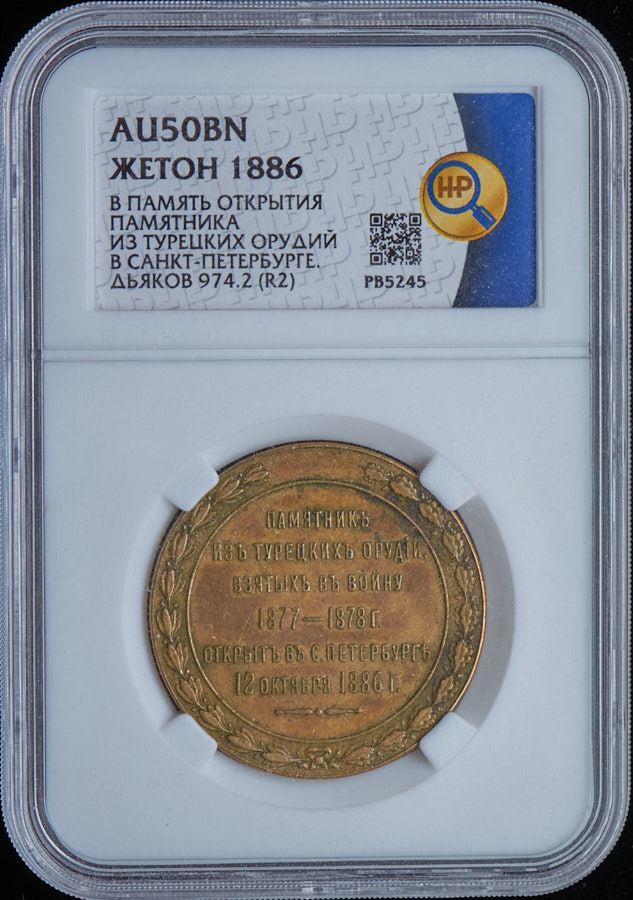 AU50BN
ЖЕТОН 1886
В ПАМЯТЬ ОТКРЫТИЯ
ПАМЯТНИКА
ИЗ ТУРЕЦКИХ ОРУДИЙ
В САНКТ-ПЕТЕРБУРГЕ.
ДЬЯКОВ 974.2 (R2)
НР
PB5245
ПАМЯТНИКЪ
ИЗЪ ТУРЕЦКИХЪ ОРУДІЙ,
ВЗЯТЫХЪ ВЪ ВОЙНУ
1877—1878 Г.
ОТКРЫТЪ ВЪ С. ПЕТЕРБУРГѢ
12 ОКТЯБРЯ 1886 Г.